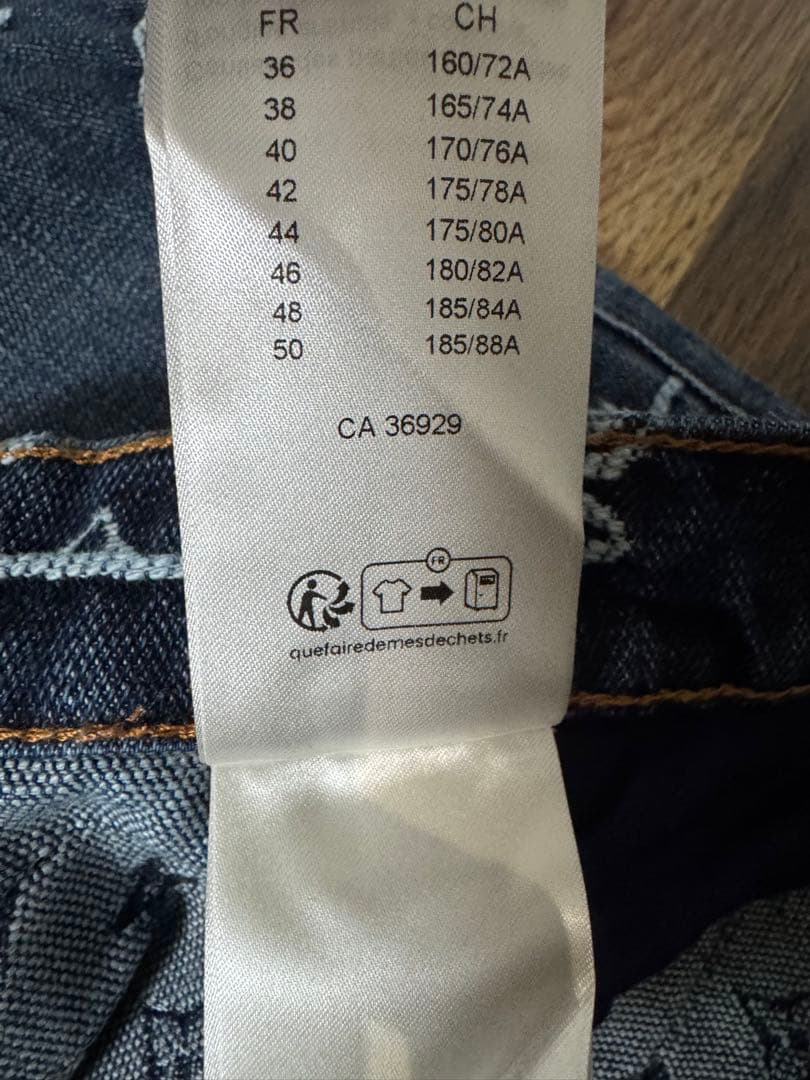 FR CH
36 160/72A
38 165/74A
40 170/76A
42 175/78A
44 175/80A
46 180/82A
48 185/84A
50 185/88A
CA 36929
FR
quefairedemesdechets.fr